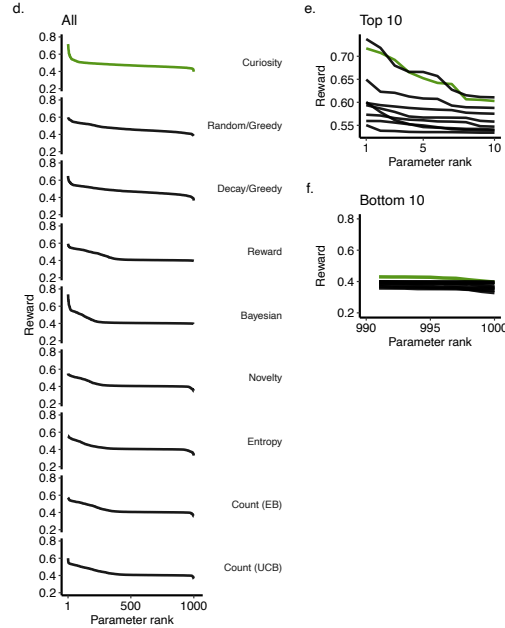 d.
All
Reward
0.8
0.6
0.4
0.2
Curiosity
0.8
0.6
0.4
0.2
Random/Greedy
0.8
0.6
0.4
0.2
Decay/Greedy
0.8
0.6
0.4
0.2
Reward
0.8
0.6
0.4
0.2
Bayesian
0.8
0.6
0.4
0.2
Novelty
0.8
0.6
0.4
0.2
Entropy
0.8
0.6
0.4
0.2
Count (EB)
0.8
0.6
0.4
0.2
Count (UCB)
1 500 1000
Parameter rank
e.
Top 10
Reward
0.70
0.65
0.60
0.55
1 5 10
Parameter rank
f.
Bottom 10
Reward
0.8
0.6
0.4
0.2
990 995 1000
Parameter rank